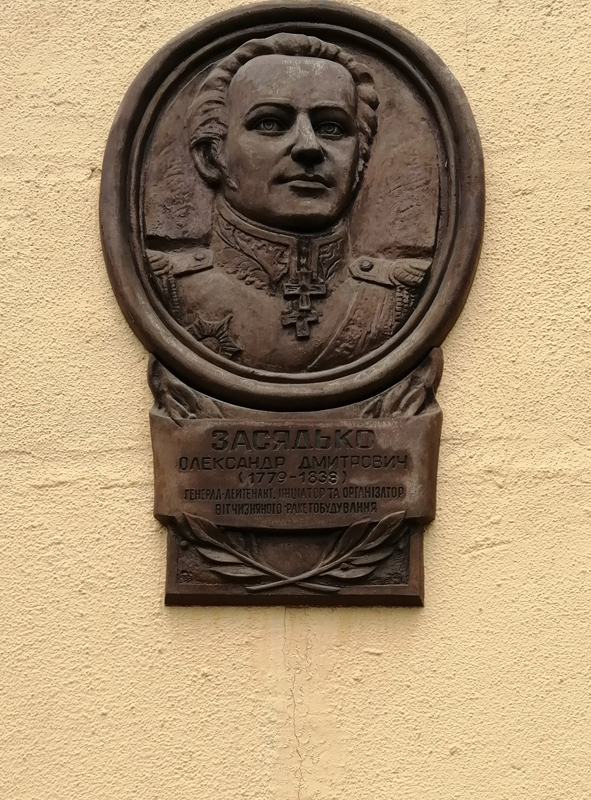 ЗАСЯДЬКО
ОЛЕКСАНДР ДМИТРОВИЧ
(1779-1838)
ГЕНЕРАЛ-ЛЕЙТЕНАНТ, ІНІЦІАТОР ТА ОРГАНІЗАТОР
ВІТЧИЗНЯНОГО РАКЕТОБУДУВАННЯ